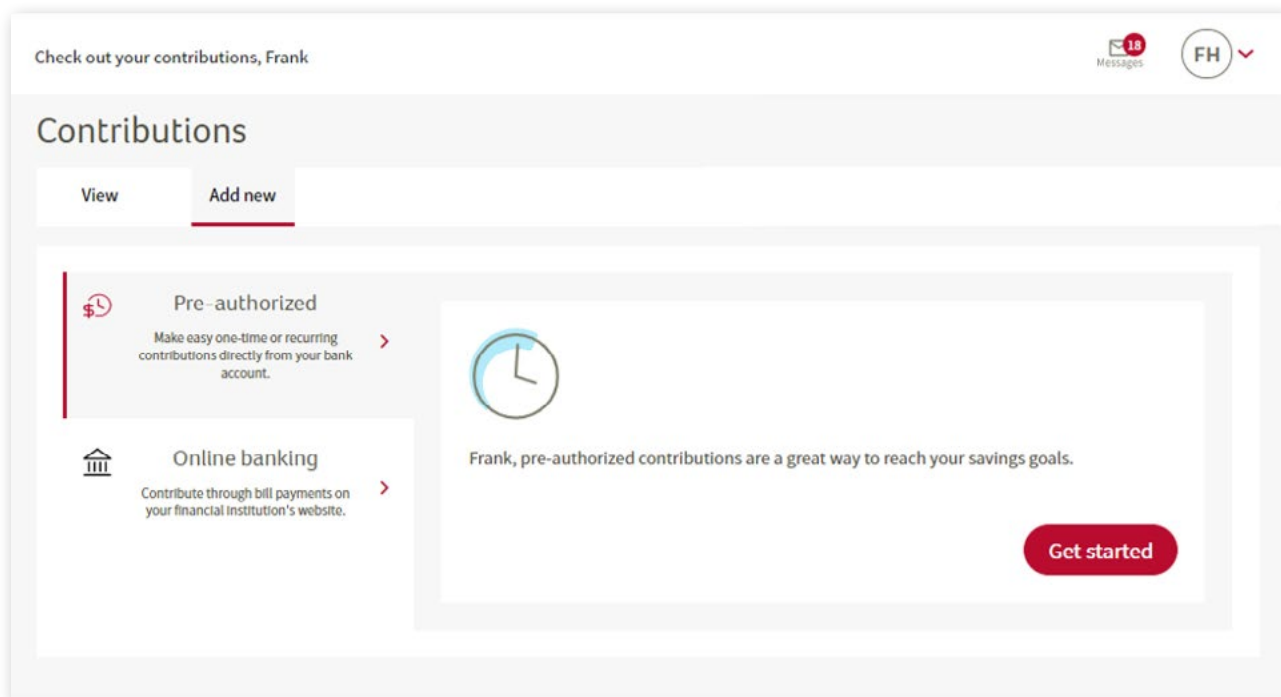 Check out your contributions, Frank
18
Messages
FH
Contributions
View
Add new
$
Pre-authorized
Make easy one-time or recurring
contributions directly from your bank
account.
Frank, pre-authorized contributions are a great way to reach your savings goals.
Get started
Online banking
Contribute through bill payments on
your financial institution's website.